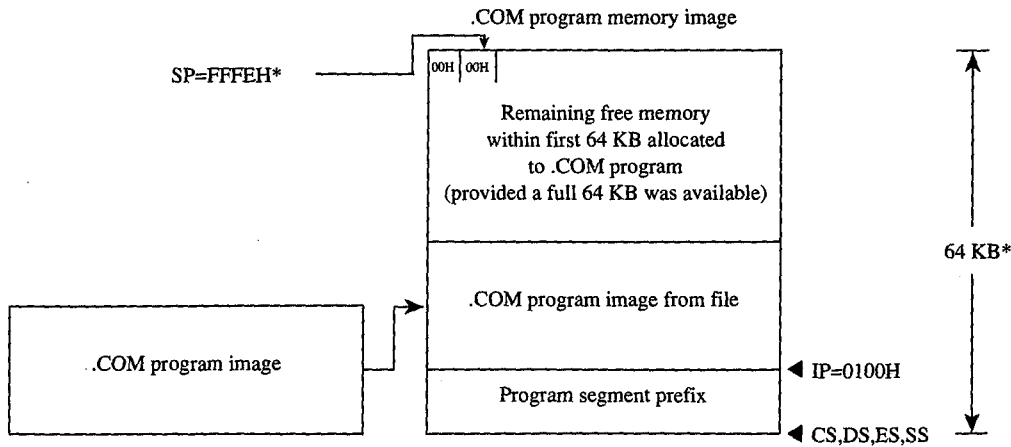 .COM program memory image
SP=FFFEH*
00H 00H
Remaining free memory
within first 64 KB allocated
to .COM program
(provided a full 64 KB was available)
64 KB*
.COM program image from file
.COM program image
IP=0100H
Program segment prefix
CS,DS,ES,SS